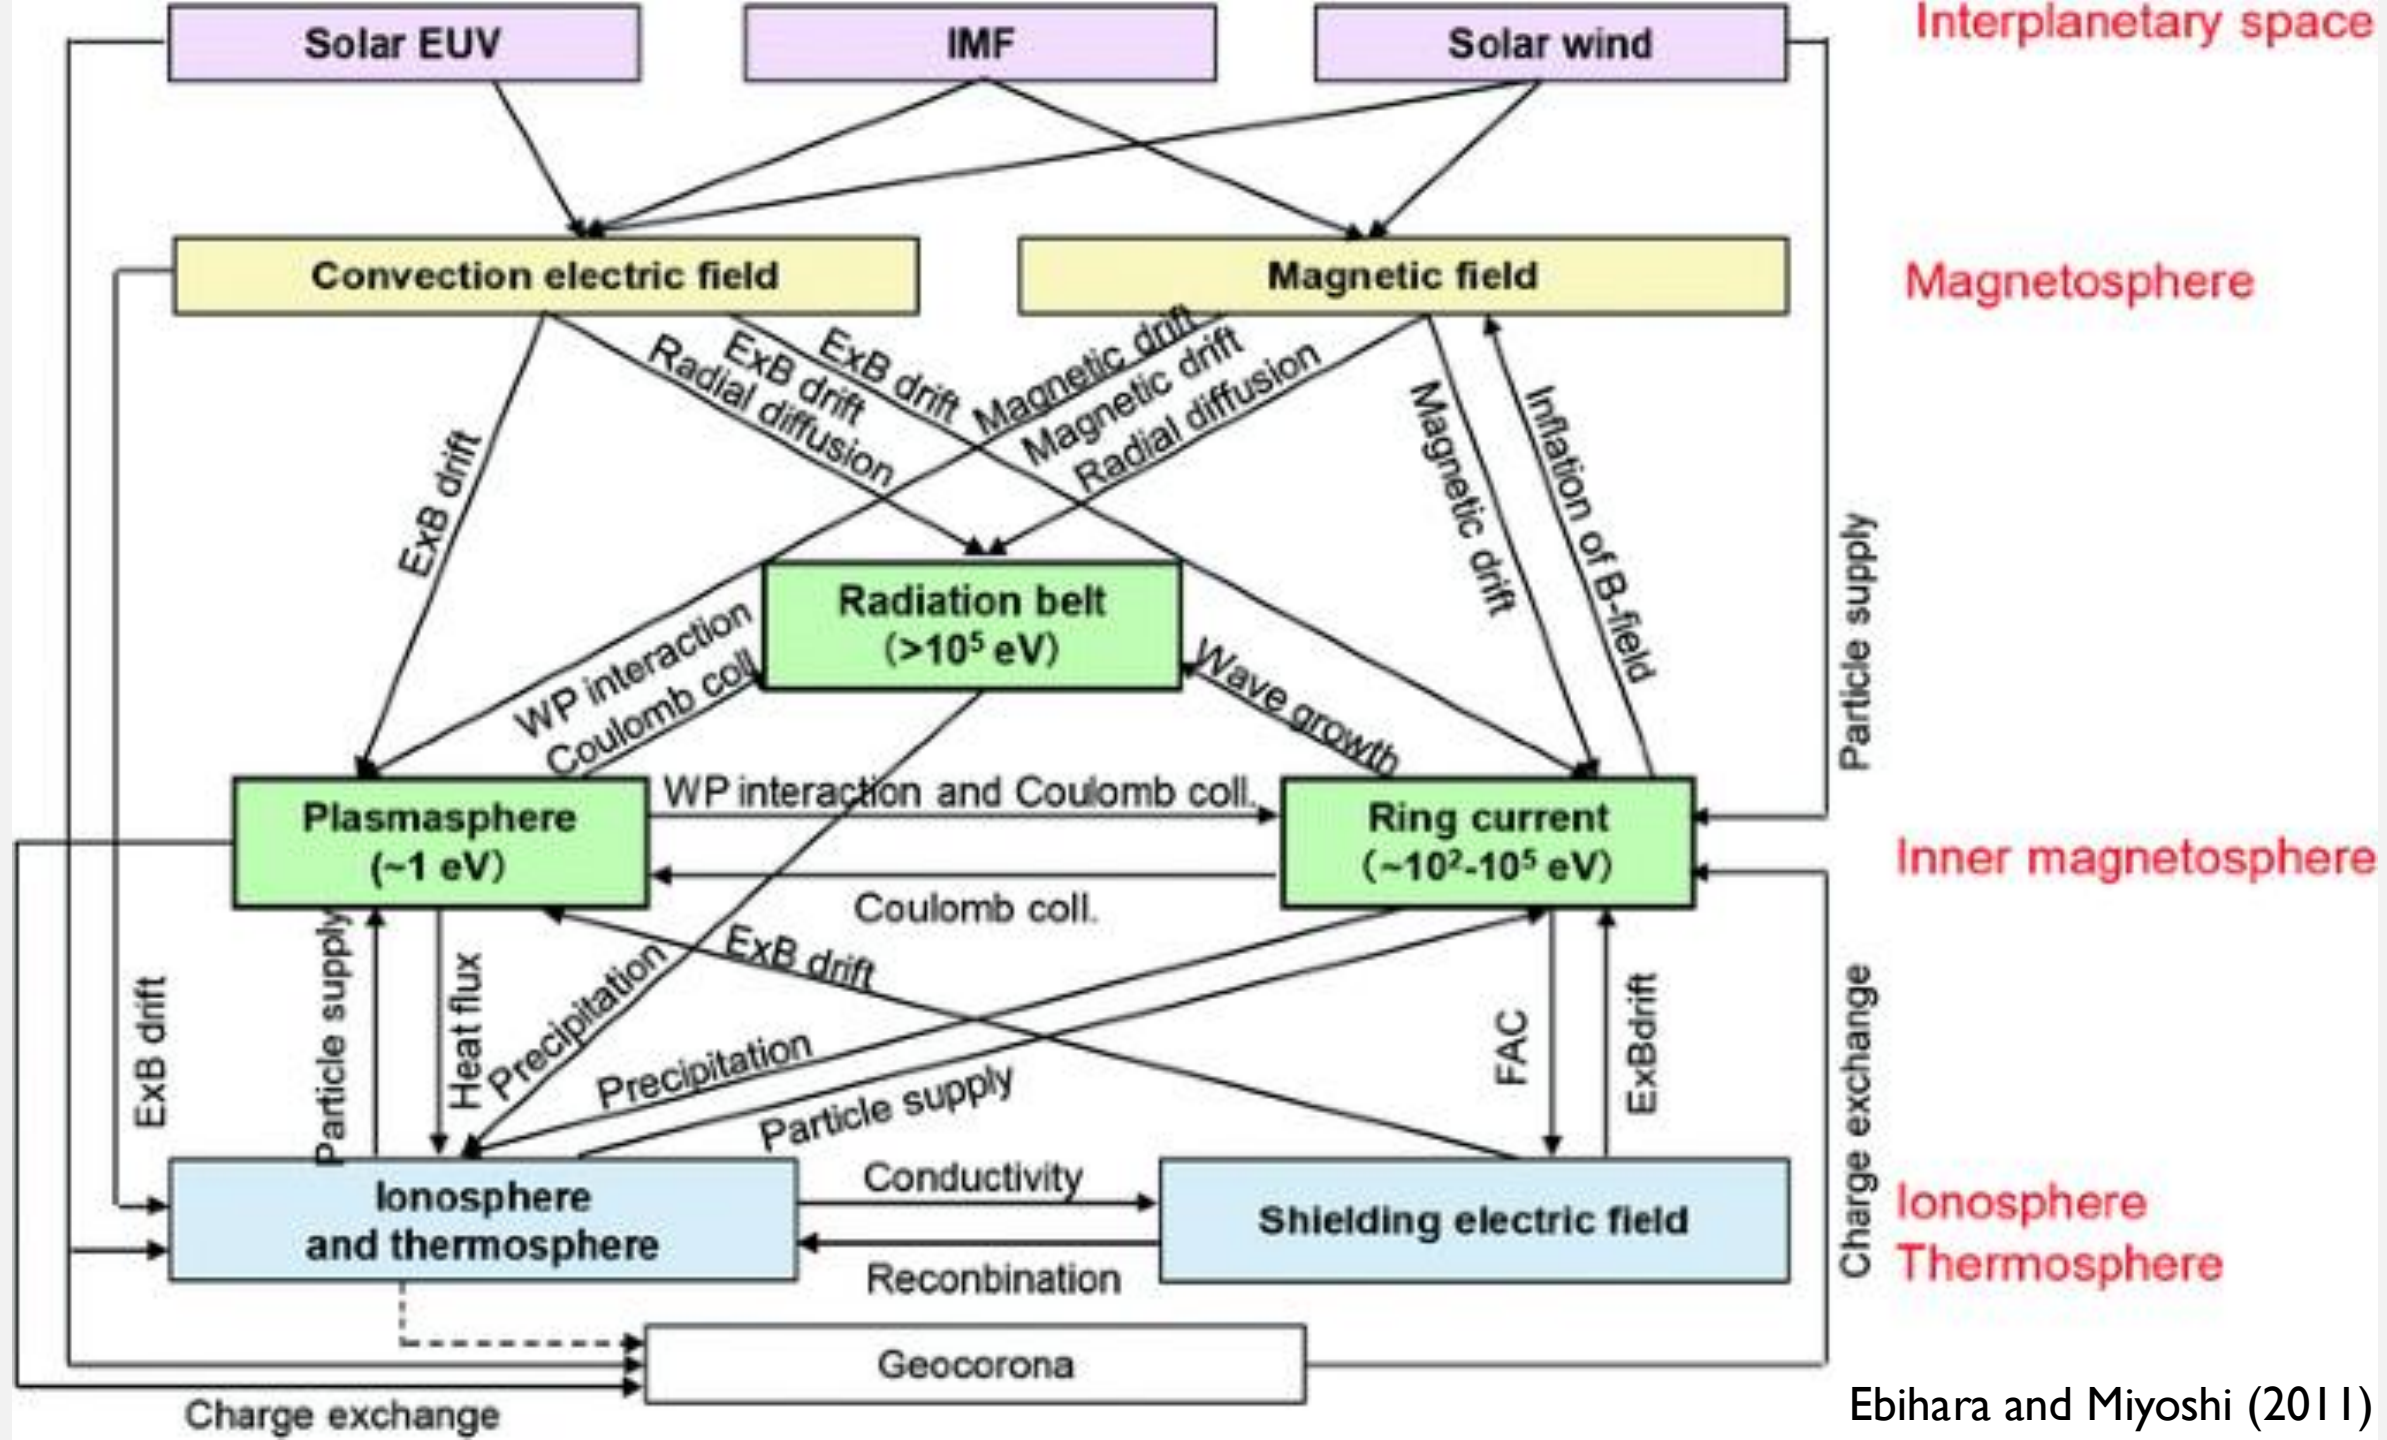 Solar EUV
IMF
Solar wind
Interplanetary space
Convection electric field
Magnetic field
Magnetosphere
ExB drift
Radial diffusion
ExB drift
ExB drift
Magnetic drift
Magnetic drift
Radial diffusion
Magnetic drift
Inflation of B-field
Particle supply
Radiation belt
(>10⁵ eV)
WP interaction
Coulomb coll.
Wave growth
WP interaction and Coulomb coll.
Plasmasphere
(~1 eV)
Ring current
(~10²-10⁵ eV)
Inner magnetosphere
Coulomb coll.
ExB drift
Particle supply
Heat flux
Precipitation
ExB drift
Precipitation
Particle supply
FAC
ExBdrift
Charge exchange
Ionosphere
and thermosphere
Conductivity
Shielding electric field
Reconbination
Ionosphere
Thermosphere
Geocorona
Charge exchange
Ebihara and Miyoshi (2011)